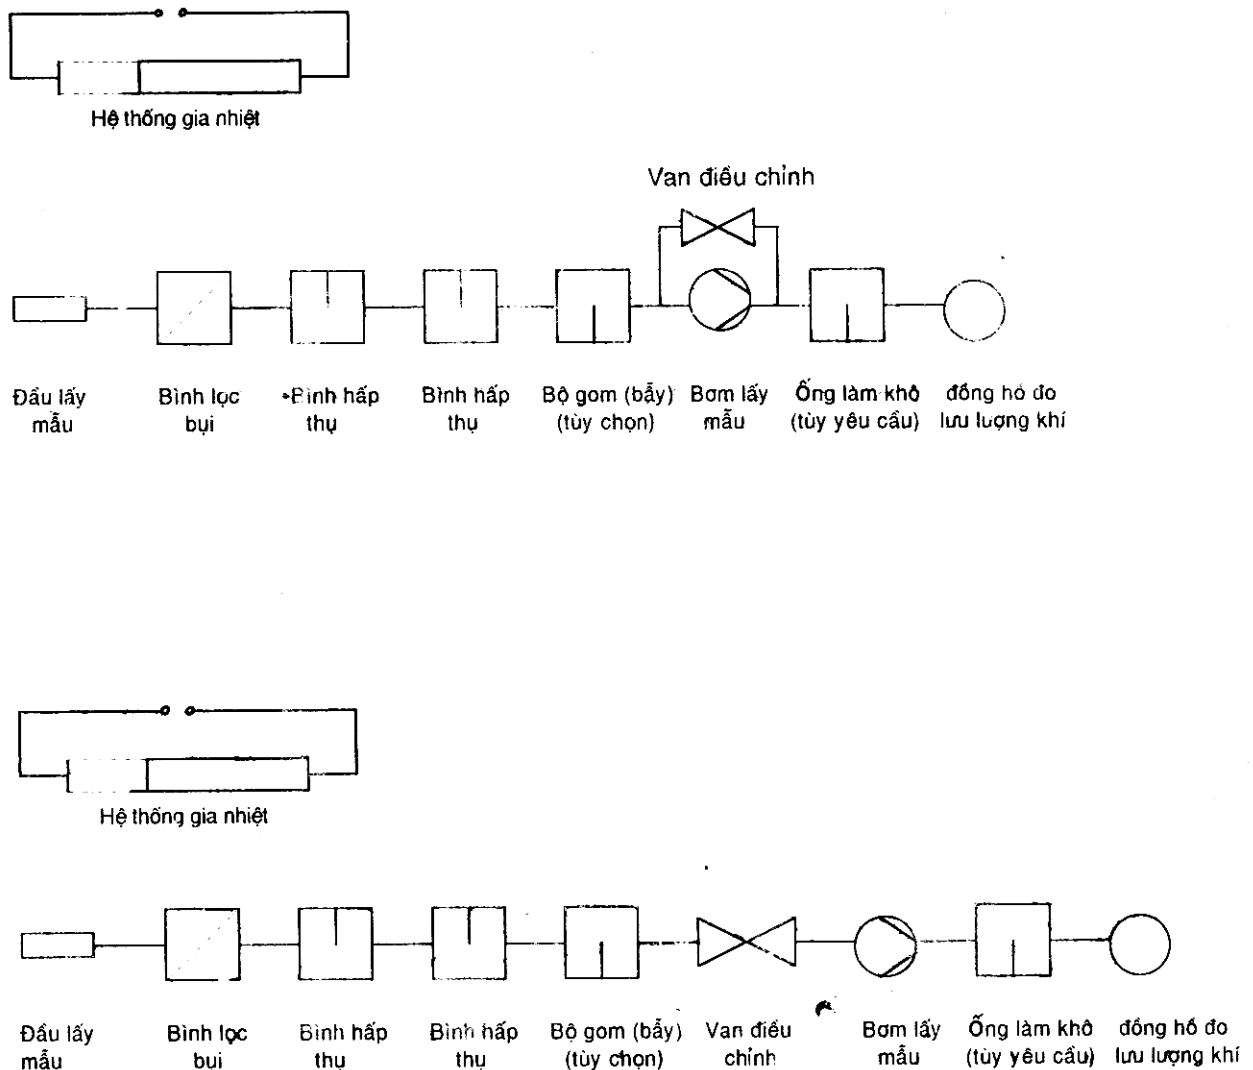 Hệ thống gia nhiệt
Van điều chỉnh
Đầu lấy mẫu
Bình lọc bụi
Bình hấp thụ
Bình hấp thụ
Bộ gom (bẫy) (tùy chọn)
Bơm lấy mẫu
Ống làm khô (tùy yêu cầu)
đồng hồ đo lưu lượng khí
Hệ thống gia nhiệt
Đầu lấy mẫu
Bình lọc bụi
Bình hấp thụ
Bình hấp thụ
Bộ gom (bẫy) (tùy chọn)
Van điều chỉnh
Bơm lấy mẫu
Ống làm khô (tùy yêu cầu)
đồng hồ đo lưu lượng khí